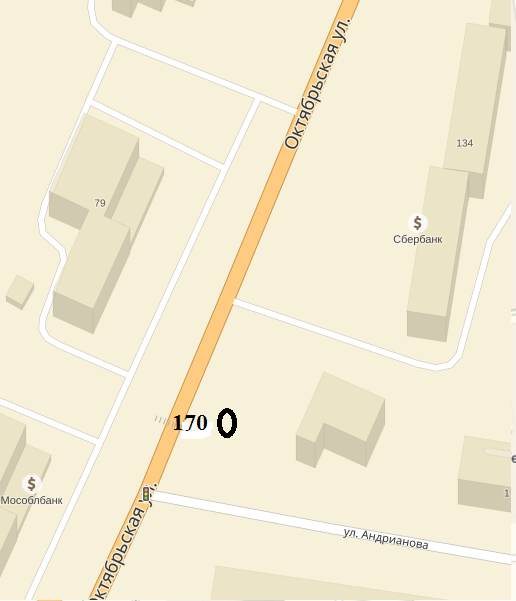 Октябрьская ул.
134
79
Сбербанк
170
Мособлбанк
Октябрьская ул.
ул. Андрианова